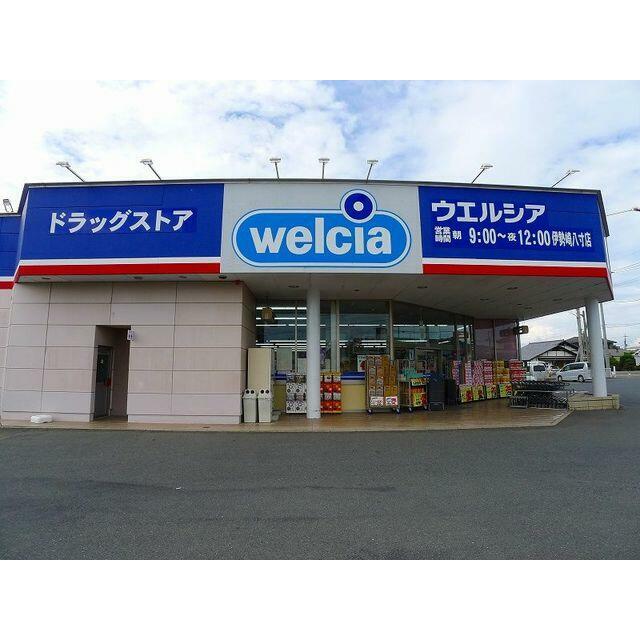 ドラッグストア
welcia
ウエルシア
営業時間 朝 9:00～夜12:00 伊勢崎八寸店